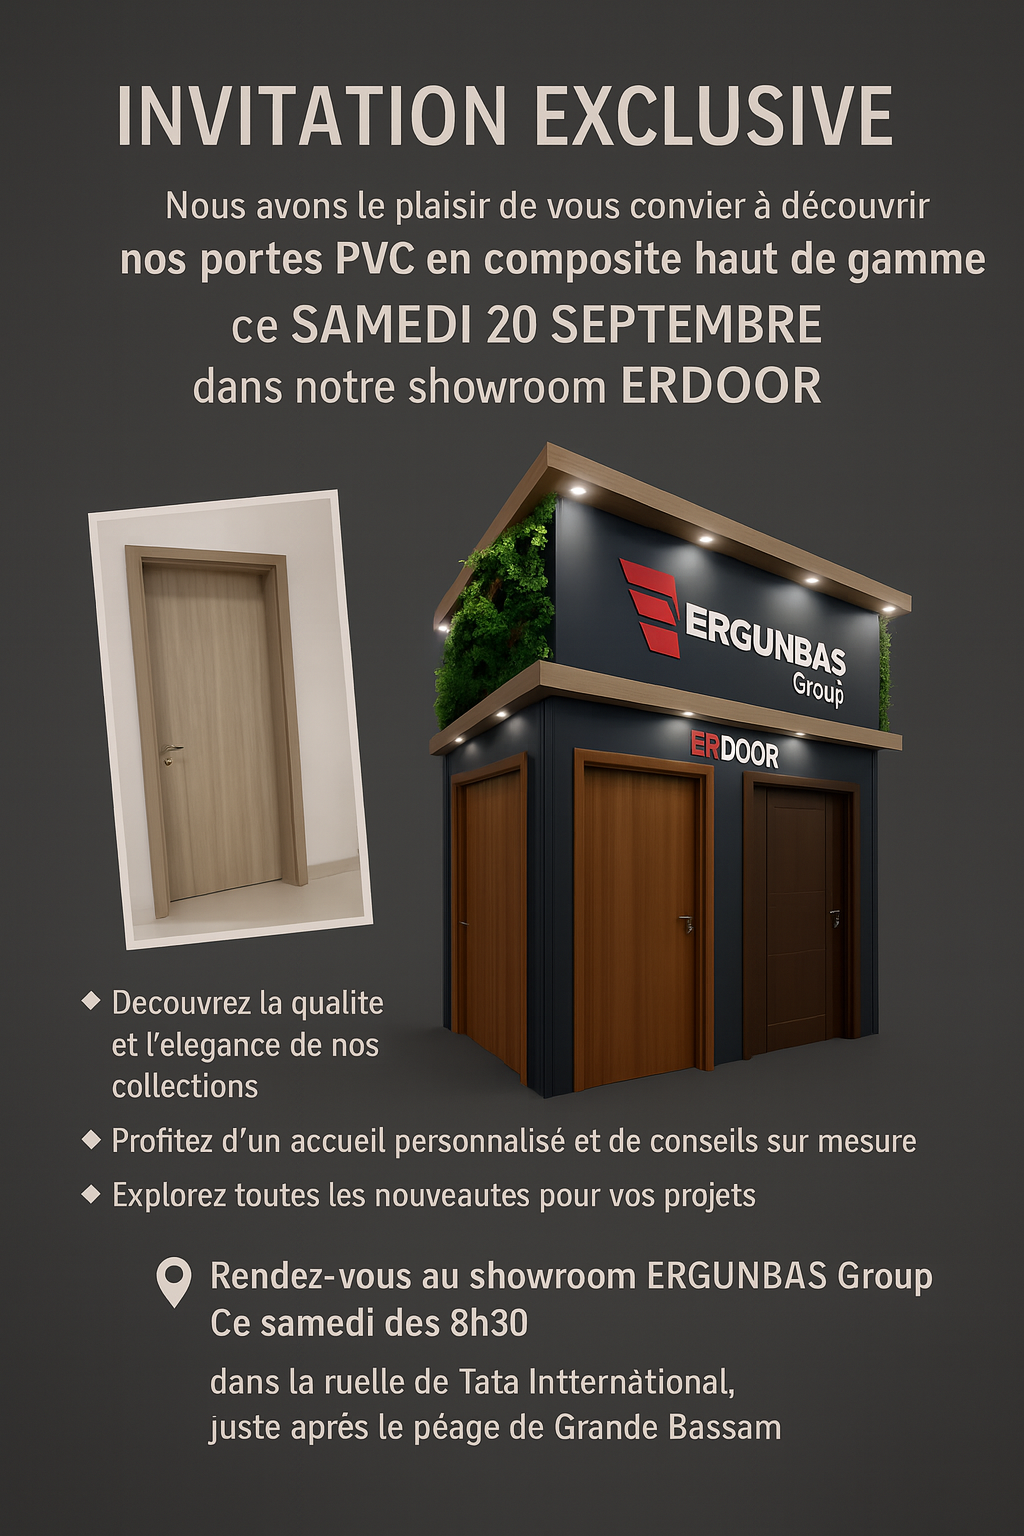 INVITATION EXCLUSIVE
Nous avons le plaisir de vous convier à découvrir
nos portes PVC en composite haut de gamme
ce SAMEDI 20 SEPTEMBRE
dans notre showroom ERDOOR
ERGUNBAS
Group
ERDOOR
◆ Decouvrez la qualite
et l'elegance de nos
collections
◆ Profitez d'un accueil personnalisé et de conseils sur mesure
◆ Explorez toutes les nouveautes pour vos projets
Rendez-vous au showroom ERGUNBAS Group
Ce samedi des 8h30
dans la ruelle de Tata Intternàtional,
juste aprés le péage de Grande Bassam